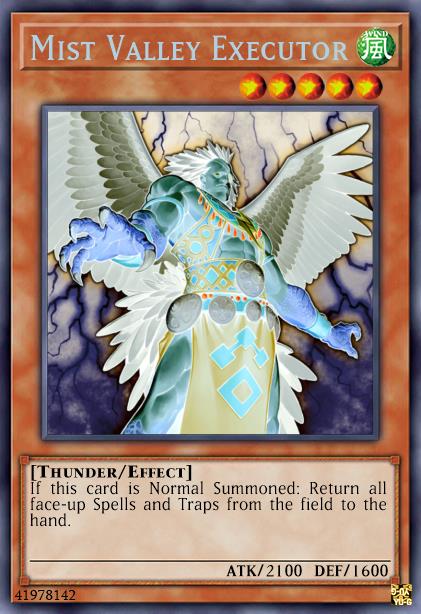 MIST VALLEY EXECUTOR
WIND
風
[THUNDER/EFFECT]
If this card is Normal Summoned: Return all
face-up Spells and Traps from the field to the
hand.
ATK/2100 DEF/1600
41978142